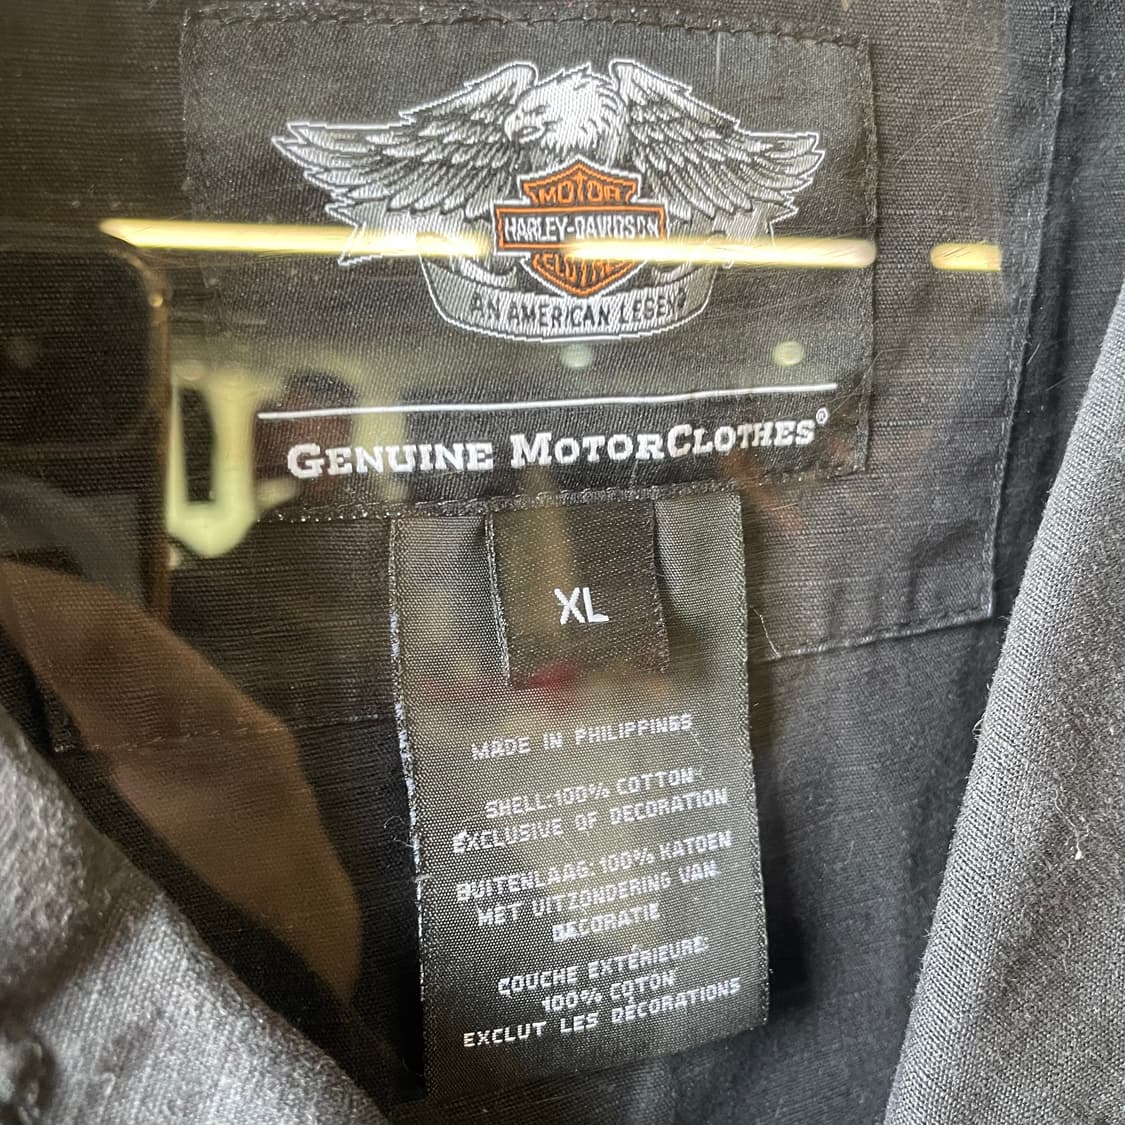 MOTOR
HARLEY-DAVIDSON
CLOTHES
AN AMERICAN LEGEND
GENUINE MOTORCLOTHES®
XL
MADE IN PHILIPPINES
SHELL:100% COTTON-
EXCLUSIVE OF DECORATION
BUITENLAAG:100% KATOEN
MET UITZONDERING VAN
DECORATIE
COUCHE EXTÉRIEURE:
100% COTON
EXCLUT LES DÉCORATIONS